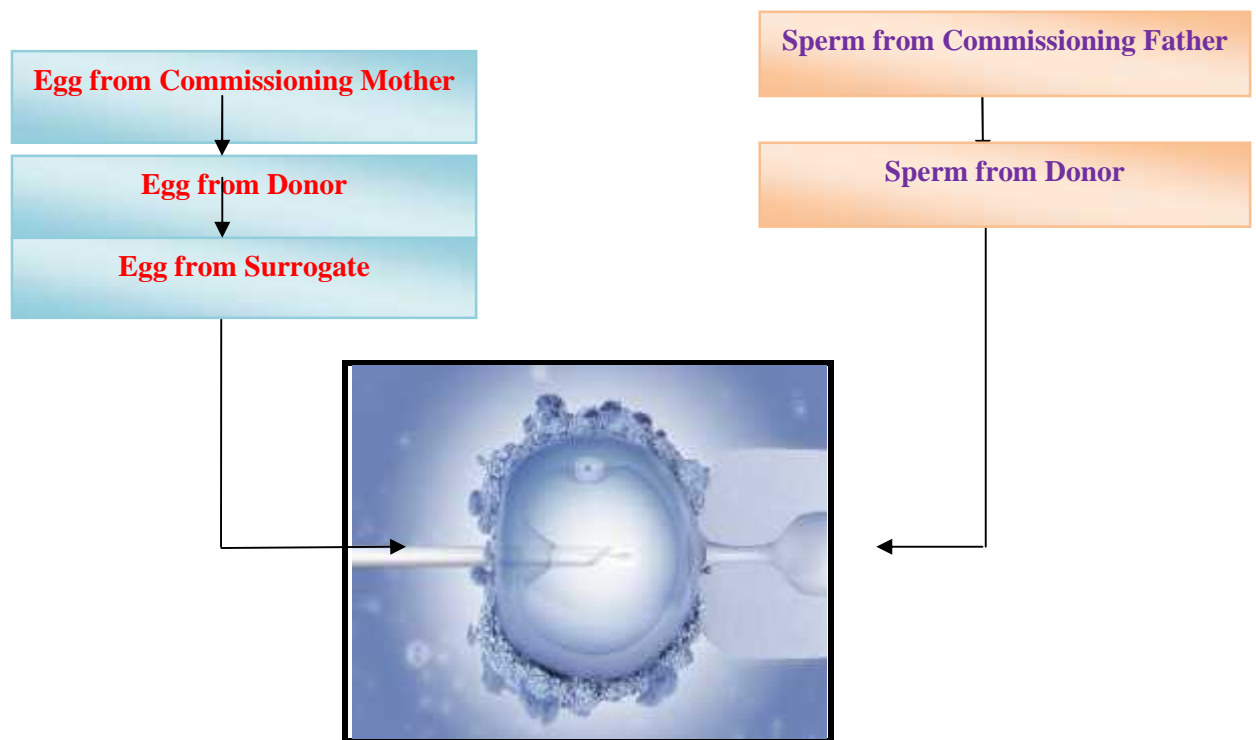 Egg from Commissioning Mother
Egg from Donor
Egg from Surrogate
Sperm from Commissioning Father
Sperm from Donor